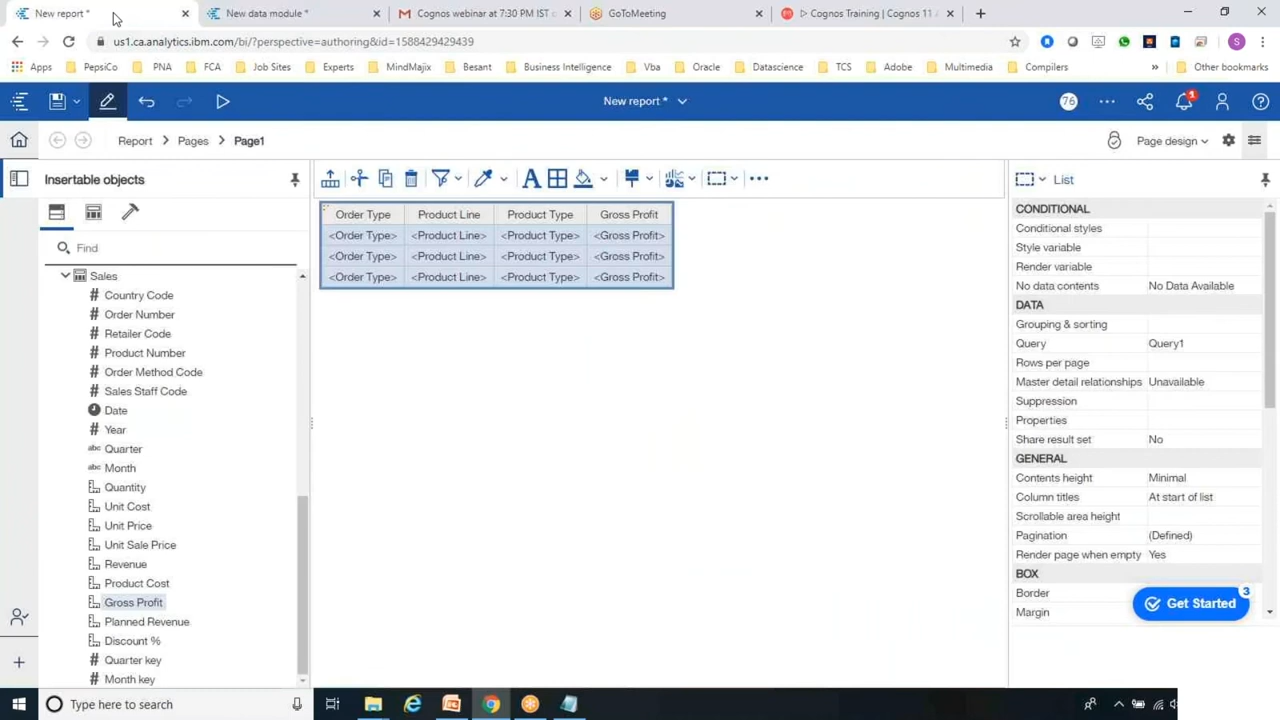 New report *
New data module *
Cognos webinar at 7:30 PM IST c
GoToMeeting
Cognos Training | Cognos 11
us1.ca.analytics.ibm.com/bi/?perspective=authoring&id=1588429429439
S
Apps
PepsiCo
PNA
FCA
Job Sites
Experts
MindMajix
Besant
Business Intelligence
Vba
Oracle
Datascience
TCS
Adobe
Multimedia
Compilers
»
Other bookmarks
New report *
76
1
Report > Pages > Page1
Page design
Insertable objects
List
Find
Sales
Country Code
Order Number
Retailer Code
Product Number
Order Method Code
Sales Staff Code
Date
Year
abc Quarter
abc Month
Quantity
Unit Cost
Unit Price
Unit Sale Price
Revenue
Product Cost
Gross Profit
Planned Revenue
Discount %
Quarter key
Month key
Order Type Product Line Product Type Gross Profit
<Order Type> <Product Line> <Product Type> <Gross Profit>
<Order Type> <Product Line> <Product Type> <Gross Profit>
<Order Type> <Product Line> <Product Type> <Gross Profit>
CONDITIONAL
Conditional styles
Style variable
Render variable
No data contents No Data Available
DATA
Grouping & sorting
Query Query1
Rows per page
Master detail relationships Unavailable
Suppression
Properties
Share result set No
GENERAL
Contents height Minimal
Column titles At start of list
Scrollable area height
Pagination (Defined)
Render page when empty Yes
BOX
Border
Margin
Get Started
3
Type here to search